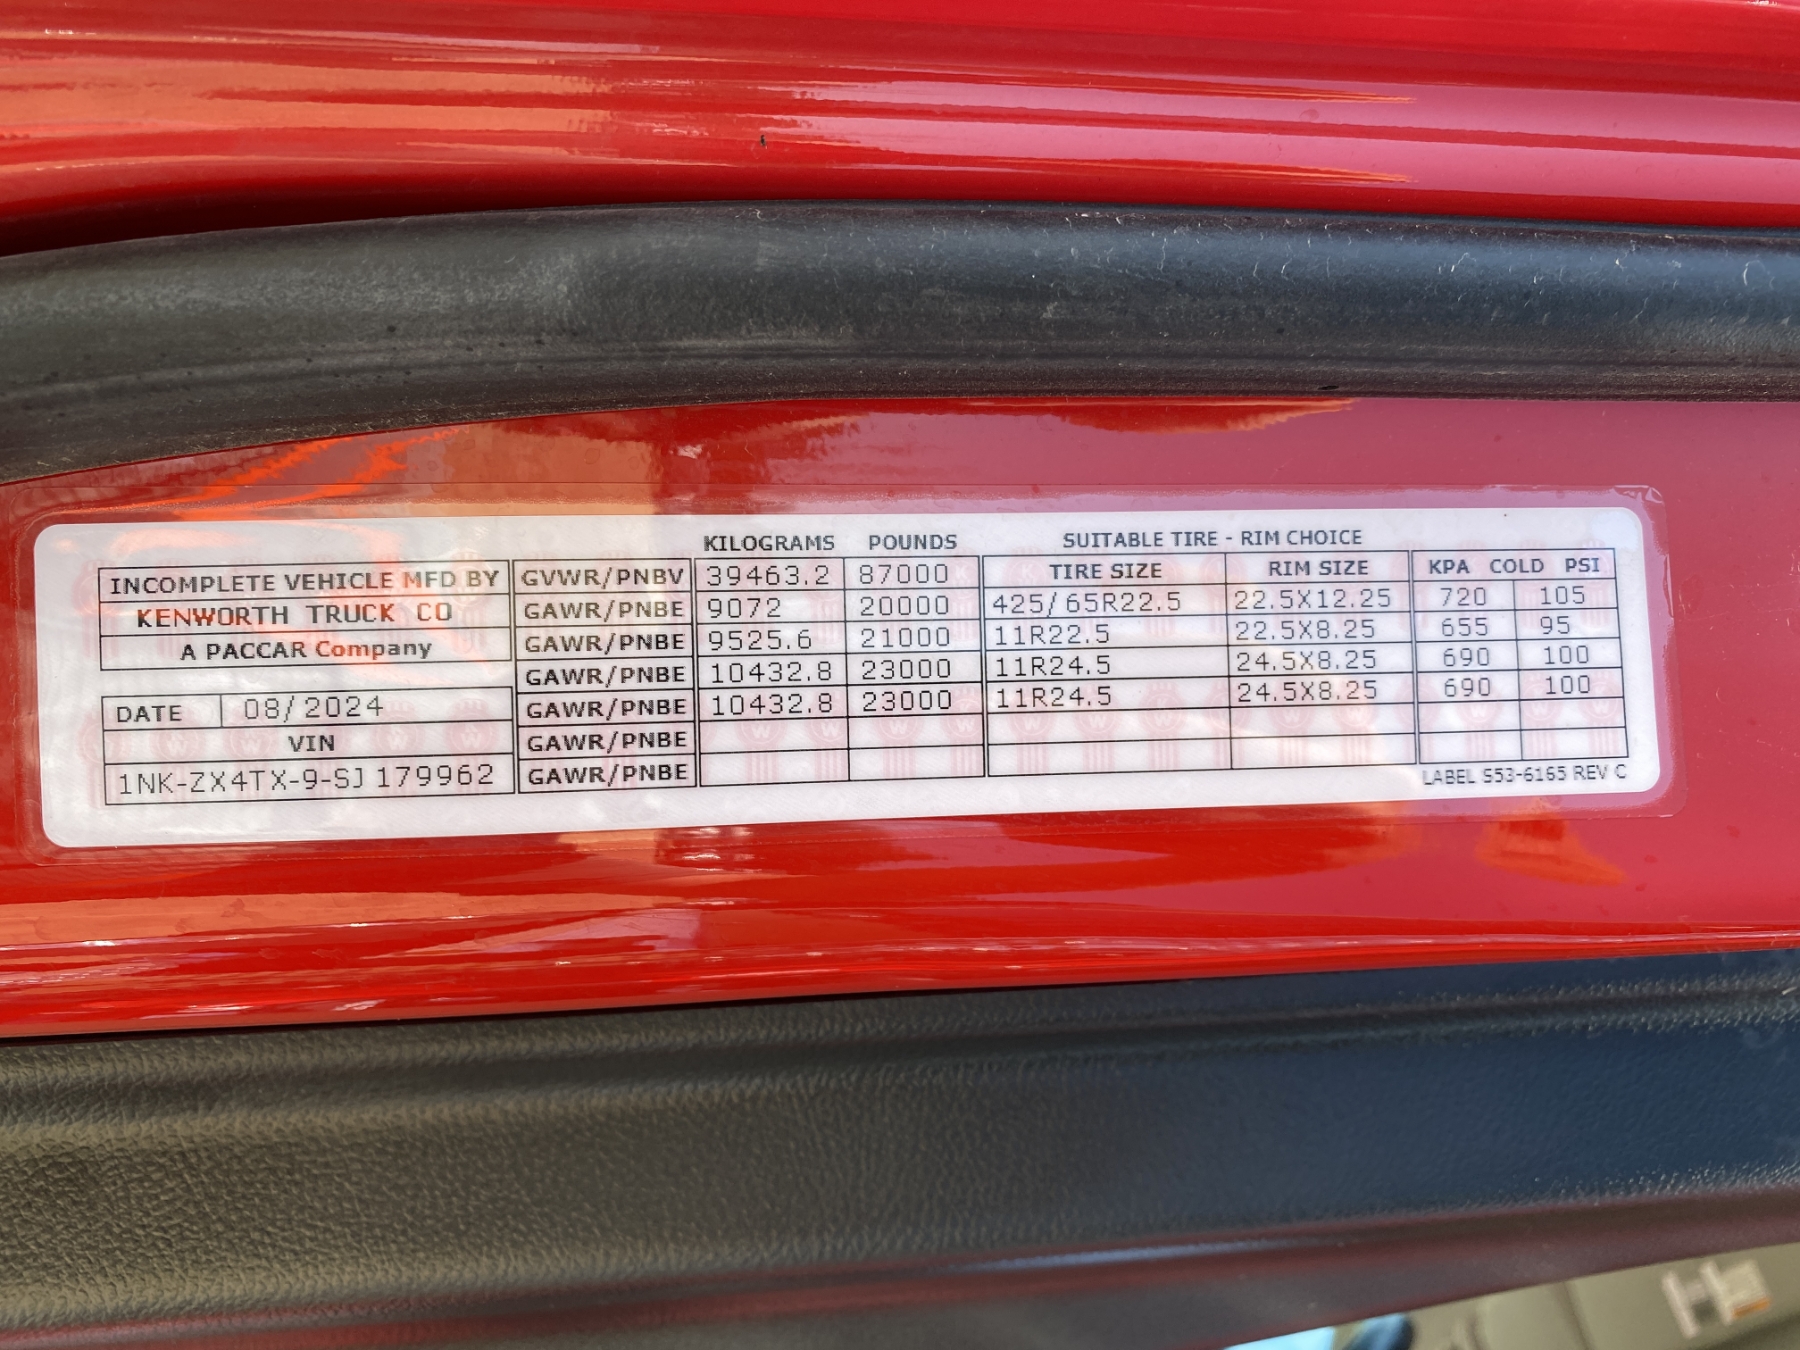 KILOGRAMS POUNDS SUITABLE TIRE - RIM CHOICE
INCOMPLETE VEHICLE MFD BY GVWR/PNBV 39463.2 87000 TIRE SIZE RIM SIZE KPA COLD PSI
KENWORTH TRUCK CO GAWR/PNBE 9072 20000 425/65R22.5 22.5X12.25 720 105
A PACCAR Company GAWR/PNBE 9525.6 21000 11R22.5 22.5X8.25 655 95
GAWR/PNBE 10432.8 23000 11R24.5 24.5X8.25 690 100
DATE 08/2024 GAWR/PNBE 10432.8 23000 11R24.5 24.5X8.25 690 100
VIN GAWR/PNBE
1NK-ZX4TX-9-SJ 179962 GAWR/PNBE
LABEL S53-6165 REV C